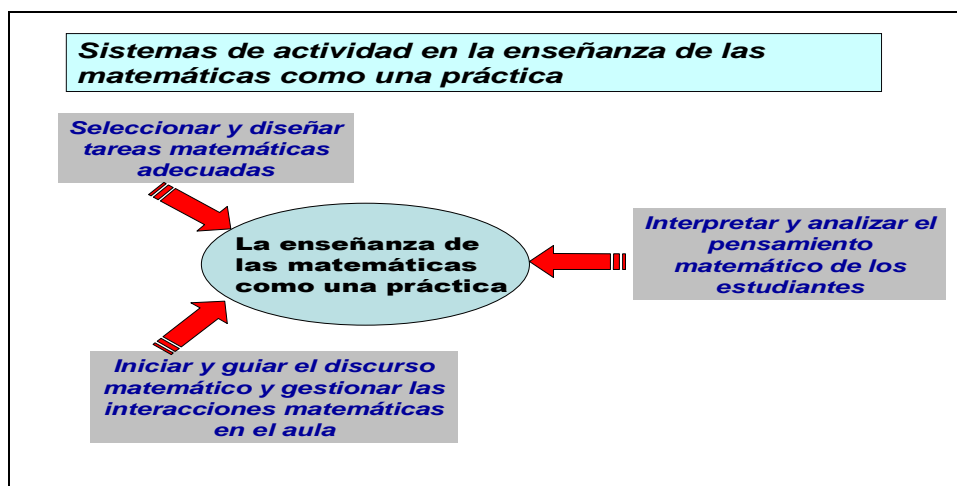 Sistemas de actividad en la enseñanza de las
matemáticas como una práctica
Seleccionar y diseñar
tareas matemáticas
adecuadas
La enseñanza de
las matemáticas
como una práctica
Interpretar y analizar el
pensamiento
matemático de los
estudiantes
Iniciar y guiar el discurso
matemático y gestionar las
interacciones matemáticas
en el aula